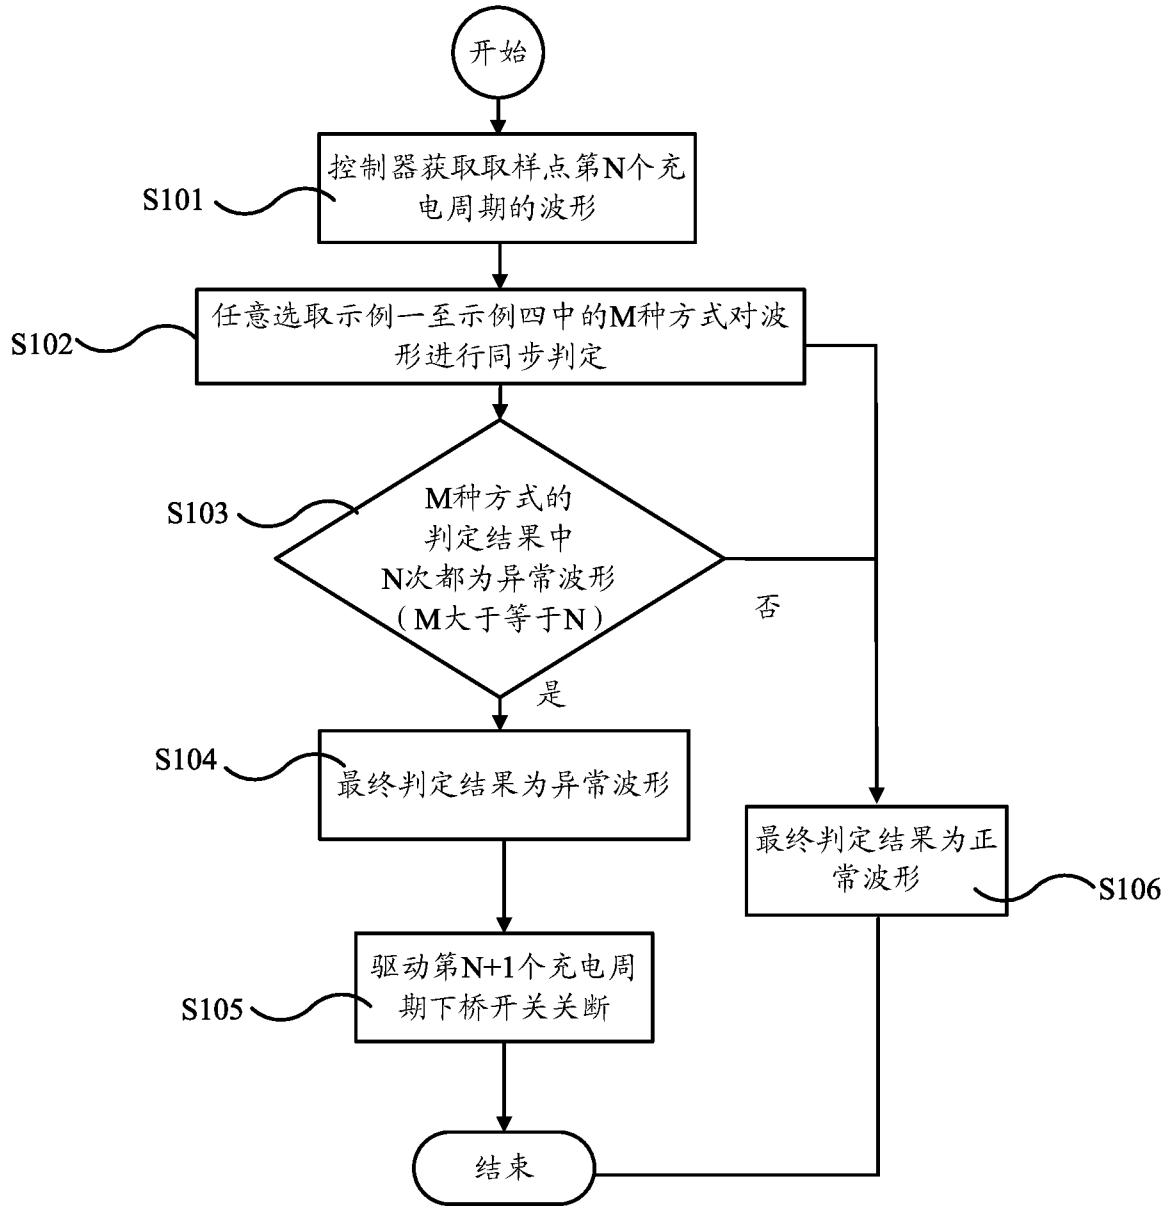 开始
控制器获取取样点第N个充
电周期的波形
S101
任意选取示例一至示例四中的M种方式对波
形进行同步判定
S102
M种方式的
判定结果中
N次都为异常波形
（M大于等于N）
S103
否
是
最终判定结果为异常波形
S104
最终判定结果为正
常波形
S106
驱动第N+1个充电周
期下桥开关关断
S105
结束